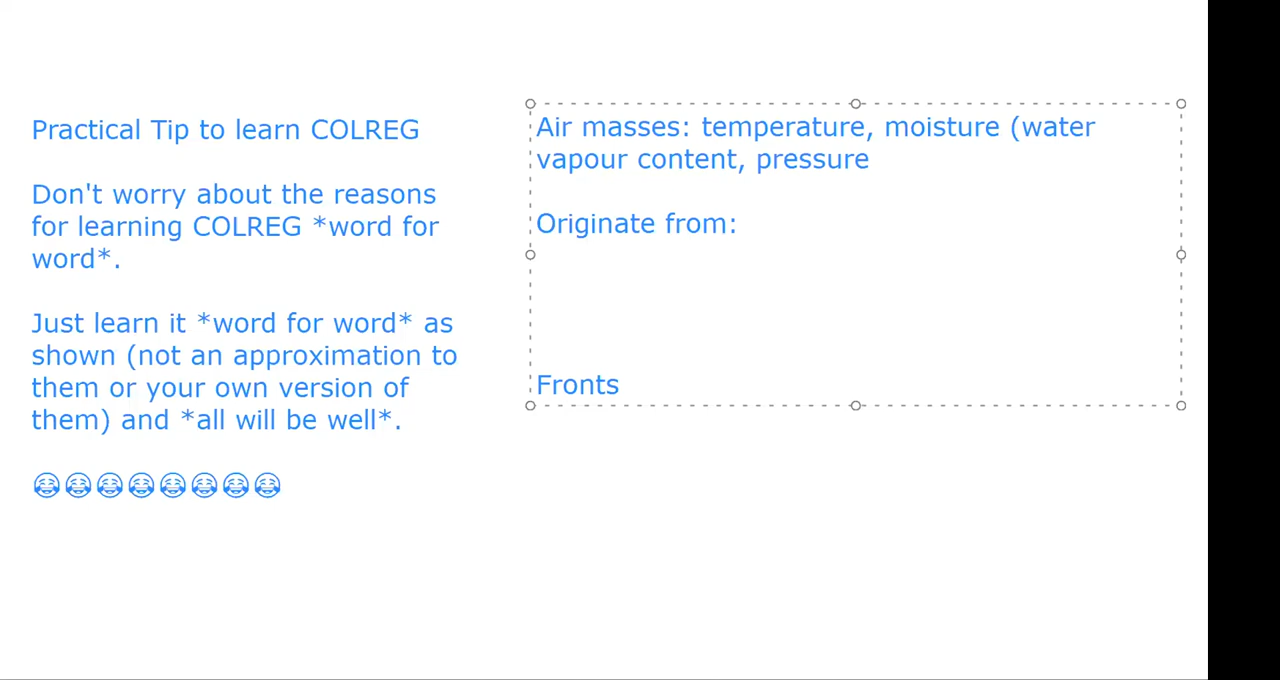 Practical Tip to learn COLREG
Don't worry about the reasons
for learning COLREG *word for
word*.
Just learn it *word for word* as
shown (not an approximation to
them or your own version of
them) and *all will be well*.
😂😂😂😂😂😂😂😂
Air masses: temperature, moisture (water
vapour content, pressure
Originate from:
Fronts